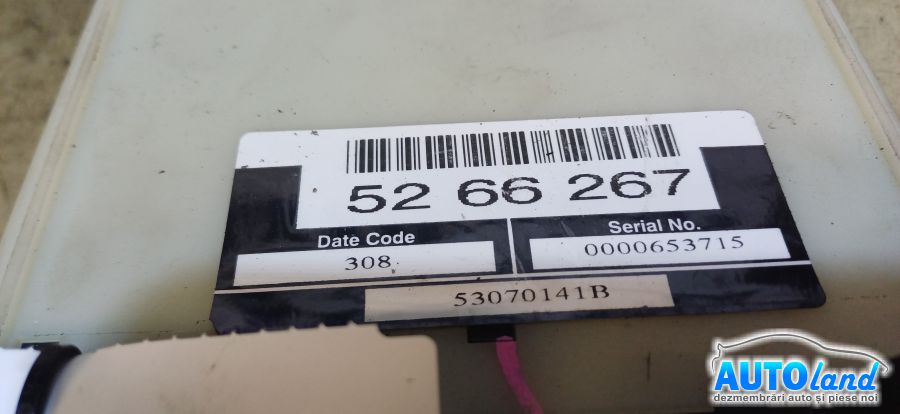 52 66 267
Date Code
308
Serial No.
0000653715
53070141B
AUTOland
dezmembrări auto și piese noi